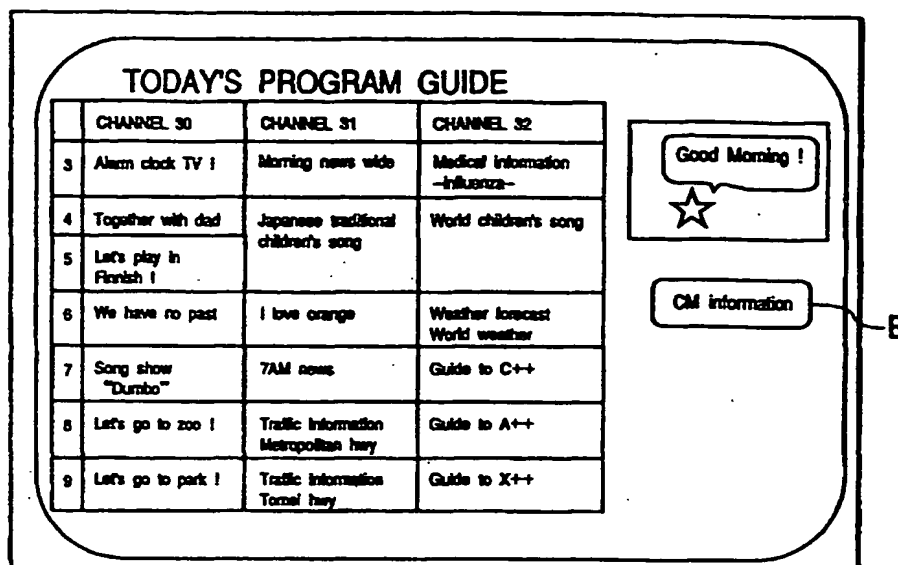 TODAY'S PROGRAM GUIDE
CHANNEL 30 CHANNEL 31 CHANNEL 32
3 Alarm clock TV ! Morning news wide Medical information
-influenza-
4 Together with dad Japanese traditional World children's song
children's song
5 Let's play in
Finnish !
6 We have no past I love orange Weather forecast
World weather
7 Song show 7AM news Guide to C++
"Dumbo"
8 Let's go to zoo ! Traffic Information Guide to A++
Metropolitan hwy
9 Let's go to park ! Traffic Information Guide to X++
Tomei hwy
Good Morning !
CM information